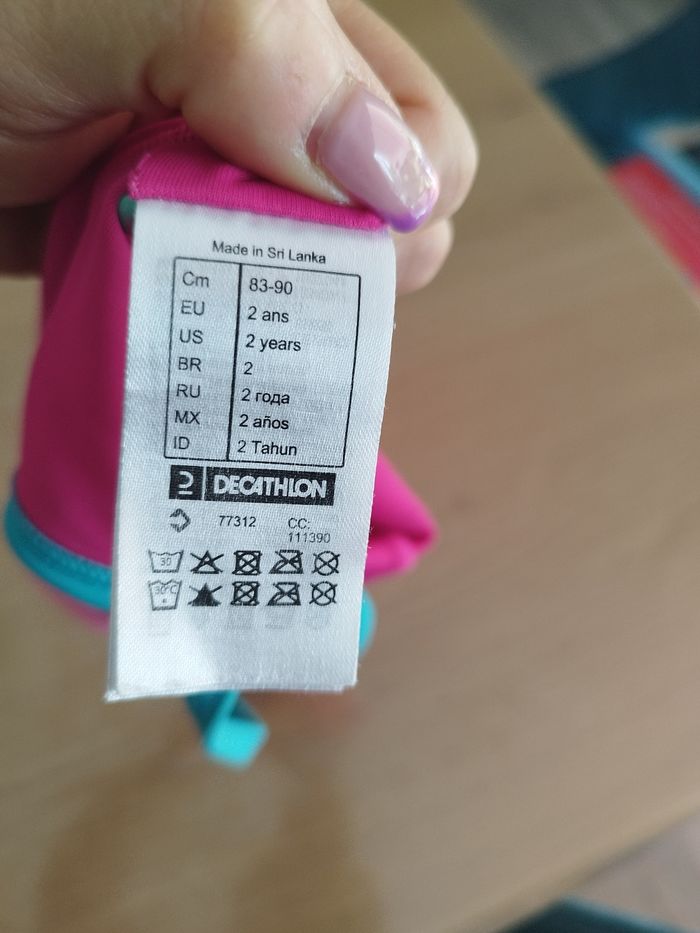 Made in Sri Lanka
Cm 83-90
EU 2 ans
US 2 years
BR 2
RU 2 года
MX 2 años
ID 2 Tahun
DECATHLON
77312 CC:
111390
30
30°C